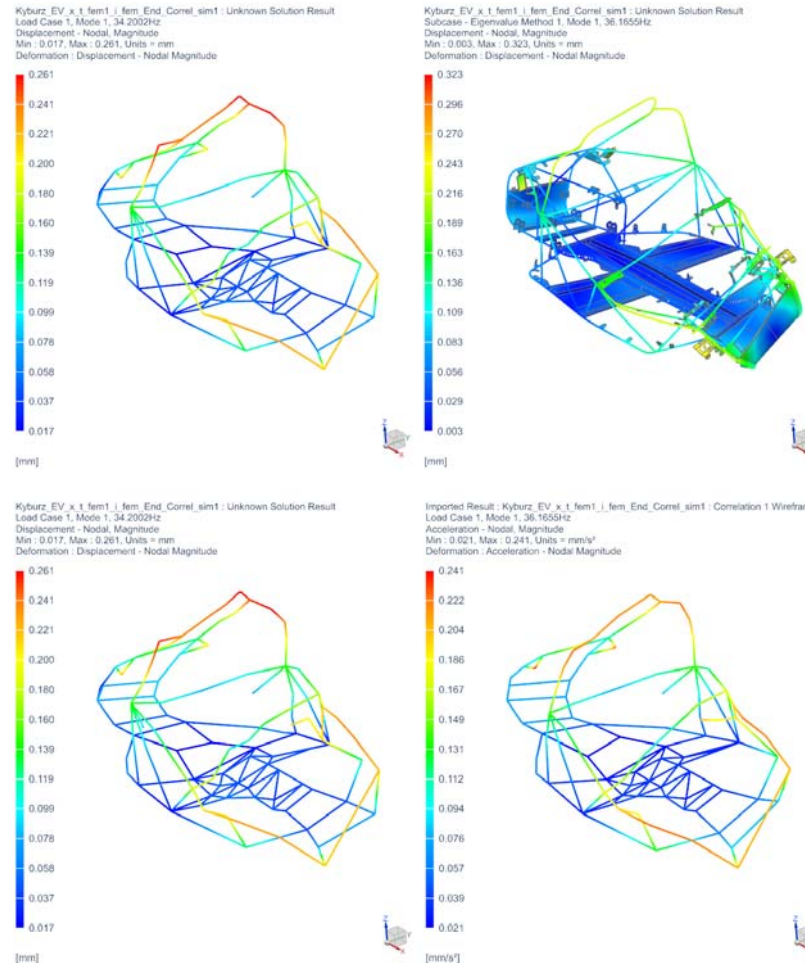 Kyburz_EV_x_t_fem1_i_fem_End_Correl_sim1 : Unknown Solution Result
Load Case 1, Mode 1, 34.2002Hz
Displacement - Nodal, Magnitude
Min : 0.017, Max : 0.261, Units = mm
Deformation : Displacement - Nodal Magnitude
0.261
0.241
0.221
0.200
0.180
0.160
0.139
0.119
0.099
0.078
0.058
0.037
0.017
[mm]
Z
Y
X
Kyburz_EV_x_t_fem1_i_fem_End_Correl_sim1 : Unknown Solution Result
Subcase - Eigenvalue Method 1, Mode 1, 36.1655Hz
Displacement - Nodal, Magnitude
Min : 0.003, Max : 0.323, Units = mm
Deformation : Displacement - Nodal Magnitude
0.323
0.296
0.270
0.243
0.216
0.189
0.163
0.136
0.109
0.083
0.056
0.029
0.003
[mm]
Z
X
Kyburz_EV_x_t_fem1_i_fem_End_Correl_sim1 : Unknown Solution Result
Load Case 1, Mode 1, 34.2002Hz
Displacement - Nodal, Magnitude
Min : 0.017, Max : 0.261, Units = mm
Deformation : Displacement - Nodal Magnitude
0.261
0.241
0.221
0.200
0.180
0.160
0.139
0.119
0.099
0.078
0.058
0.037
0.017
[mm]
Z
Y
X
Imported Result : Kyburz_EV_x_t_fem1_i_fem_End_Correl_sim1 : Correlation 1 Wirefram
Load Case 1, Mode 1, 36.1655Hz
Acceleration - Nodal, Magnitude
Min : 0.021, Max : 0.241, Units = mm/s²
Deformation : Acceleration - Nodal Magnitude
0.241
0.222
0.204
0.186
0.167
0.149
0.131
0.112
0.094
0.076
0.057
0.039
0.021
[mm/s²]
Z
X